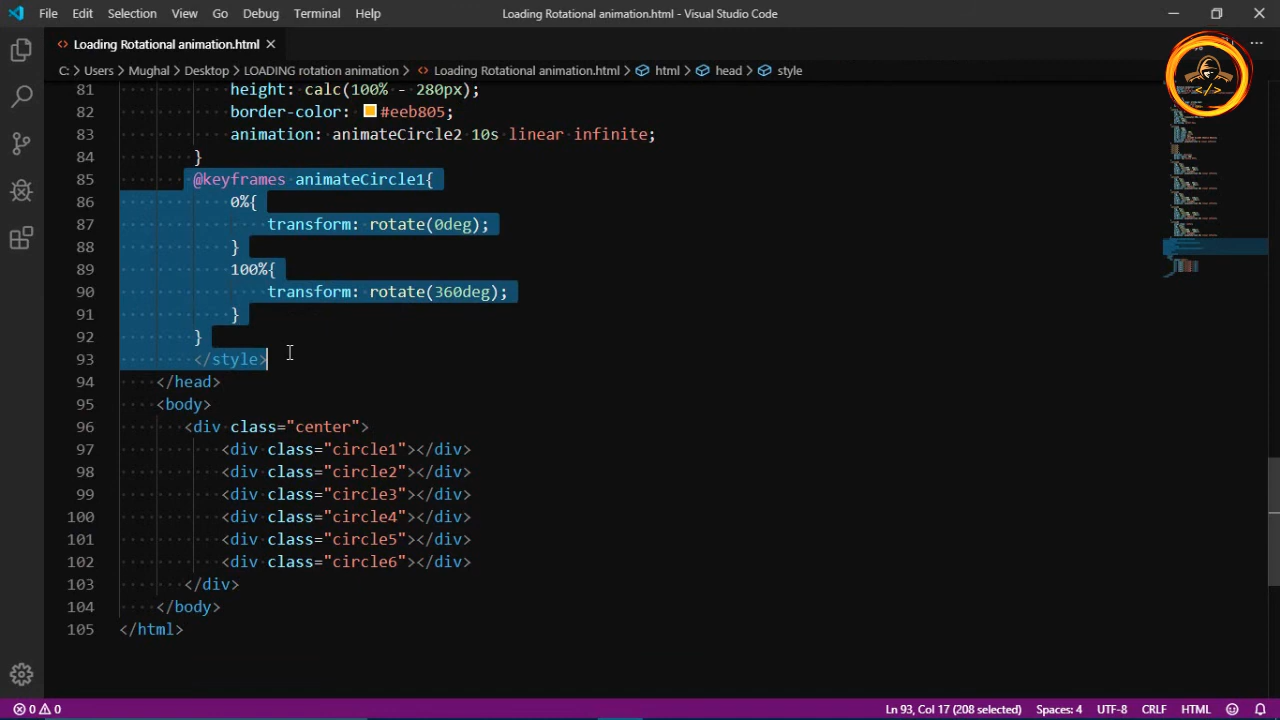 File Edit Selection View Go Debug Terminal Help Loading Rotational animation.html - Visual Studio Code
Loading Rotational animation.html
C: > Users > Mughal > Desktop > LOADING rotation animation > Loading Rotational animation.html > html > head > style
81 height: calc(100% - 280px);
82 border-color: #eeb805;
83 animation: animateCircle2 10s linear infinite;
84 }
85 @keyframes animateCircle1{
86 0%{
87 transform: rotate(0deg);
88 }
89 100%{
90 transform: rotate(360deg);
91 }
92 }
93 </style>
94 </head>
95 <body>
96 <div class="center">
97 <div class="circle1"></div>
98 <div class="circle2"></div>
99 <div class="circle3"></div>
100 <div class="circle4"></div>
101 <div class="circle5"></div>
102 <div class="circle6"></div>
103 </div>
104 </body>
105 </html>
0 0 Ln 93, Col 17 (208 selected) Spaces: 4 UTF-8 CRLF HTML